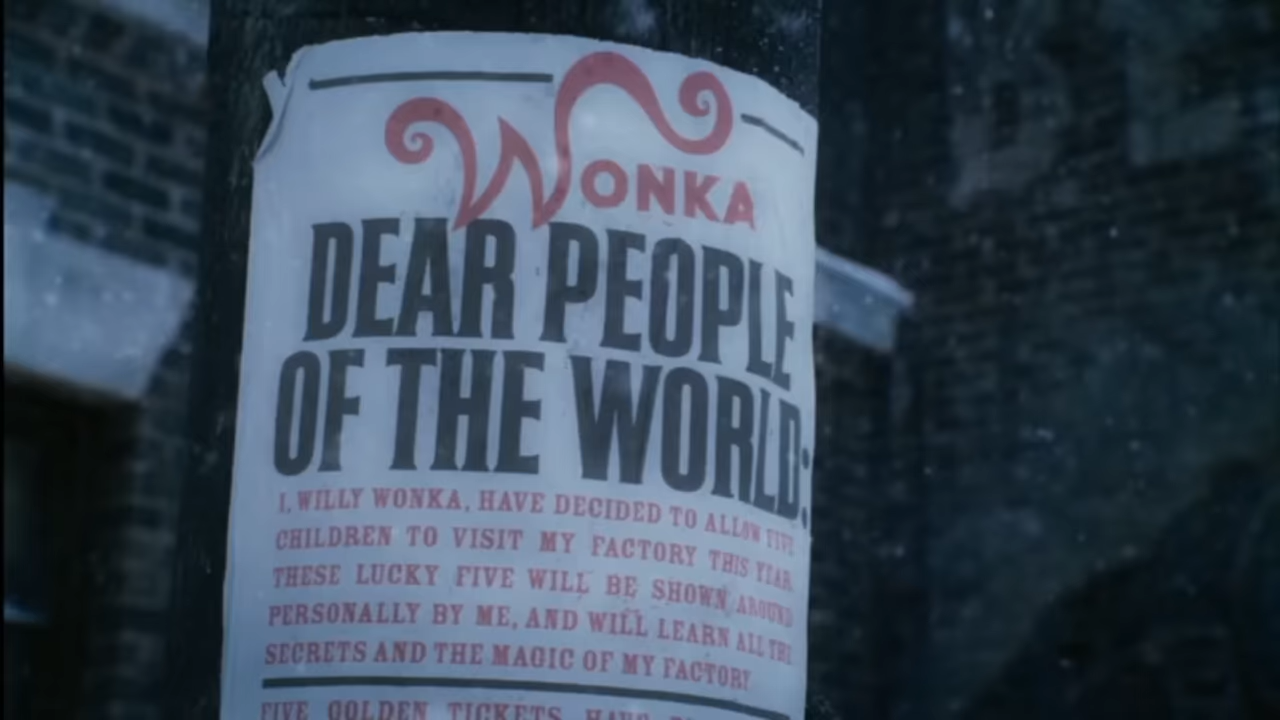 WONKA
DEAR PEOPLE
OF THE WORLD:
I, WILLY WONKA, HAVE DECIDED TO ALLOW FIVE
CHILDREN TO VISIT MY FACTORY THIS YEAR.
THESE LUCKY FIVE WILL BE SHOWN AROUND
PERSONALLY BY ME, AND WILL LEARN ALL THE
SECRETS AND THE MAGIC OF MY FACTORY
FIVE GOLDEN TICKETS HAVE